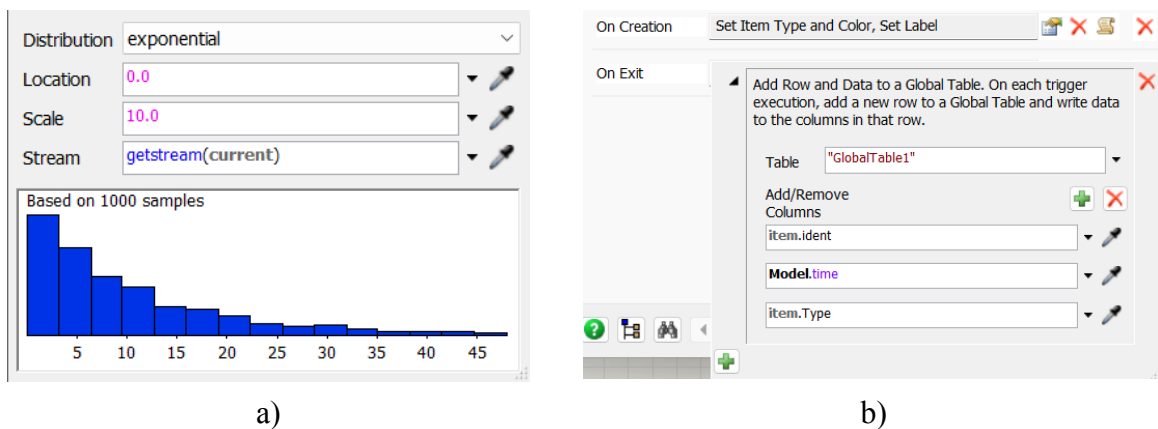 Distribution exponential
Location 0.0
Scale 10.0
Stream getstream(current)
Based on 1000 samples
5 10 15 20 25 30 35 40 45
a)
On Creation Set Item Type and Color, Set Label
On Exit
Add Row and Data to a Global Table. On each trigger
execution, add a new row to a Global Table and write data
to the columns in that row.
Table "GlobalTable1"
Add/Remove
Columns
item.ident
Model.time
item.Type
b)